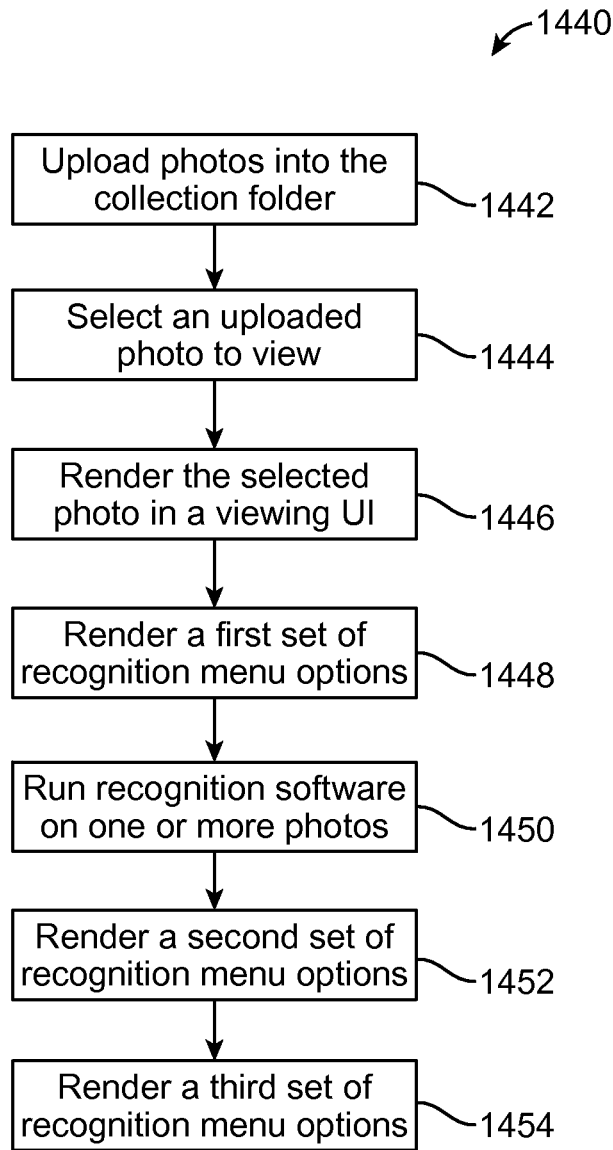 1440
Upload photos into the
collection folder
1442
Select an uploaded
photo to view
1444
Render the selected
photo in a viewing UI
1446
Render a first set of
recognition menu options
1448
Run recognition software
on one or more photos
1450
Render a second set of
recognition menu options
1452
Render a third set of
recognition menu options
1454